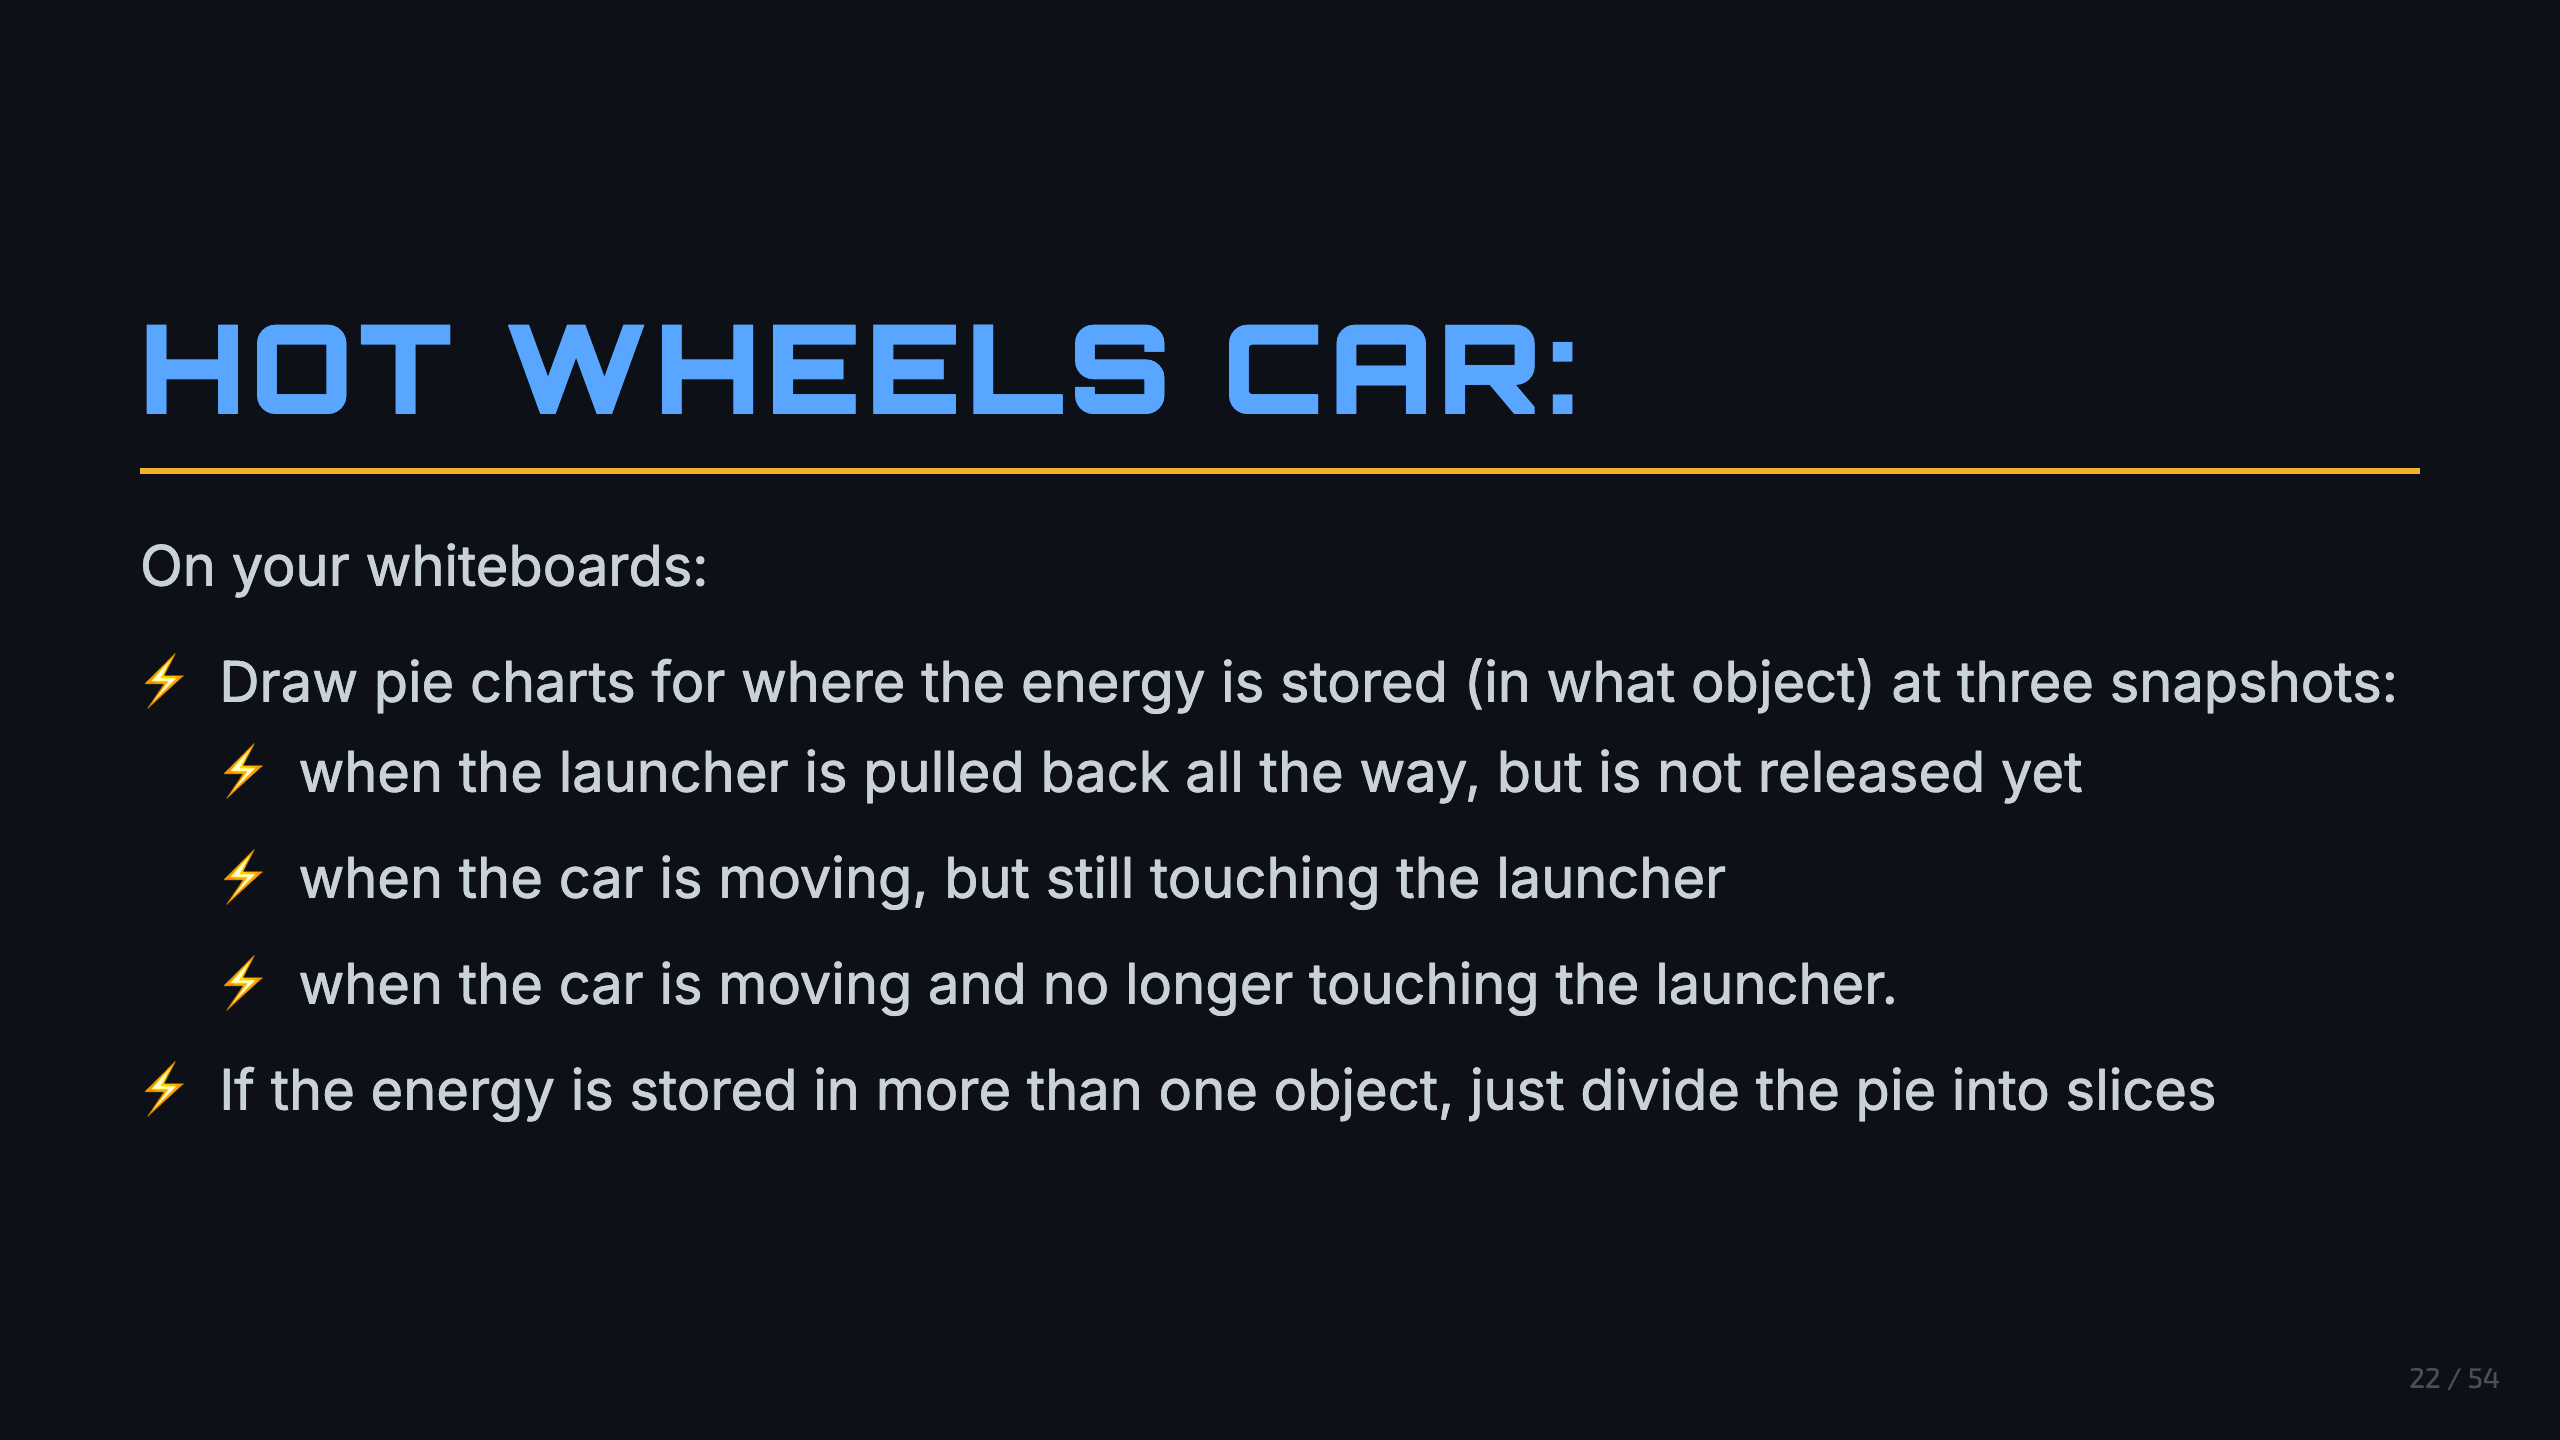 HOT WHEELS CAR:
On your whiteboards:
⚡ Draw pie charts for where the energy is stored (in what object) at three snapshots:
⚡ when the launcher is pulled back all the way, but is not released yet
⚡ when the car is moving, but still touching the launcher
⚡ when the car is moving and no longer touching the launcher.
⚡ If the energy is stored in more than one object, just divide the pie into slices
22 / 54